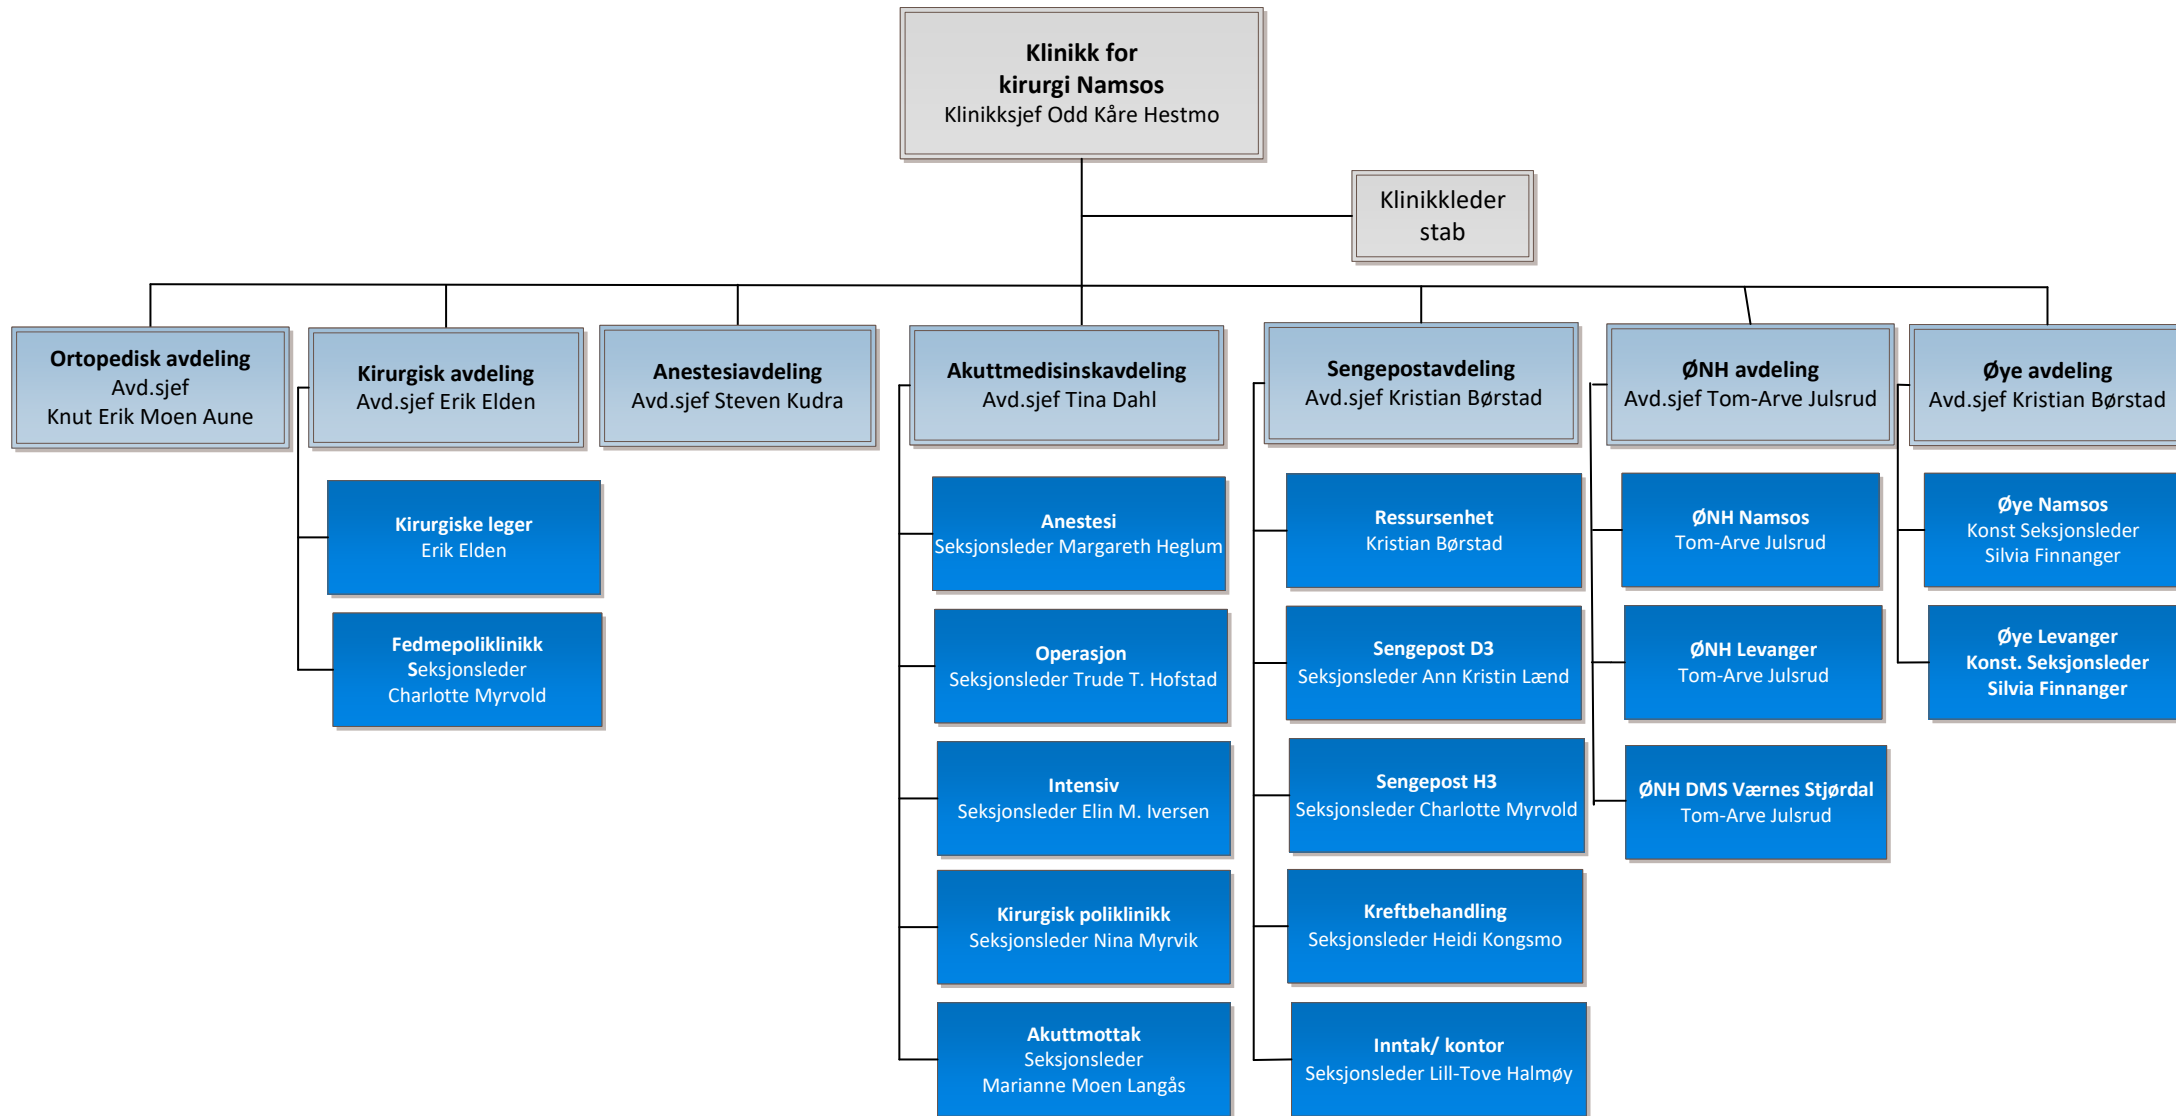 Klinikk for
kirurgi Namsos
Klinikksjef Odd Kåre Hestmo
Klinikkleder
stab
Ortopedisk avdeling
Avd.sjef
Knut Erik Moen Aune
Kirurgisk avdeling
Avd.sjef Erik Elden
Kirurgiske leger
Erik Elden
Fedmepoliklinikk
Seksjonsleder
Charlotte Myrvold
Anestesiavdeling
Avd.sjef Steven Kudra
Akuttmedisinskavdeling
Avd.sjef Tina Dahl
Anestesi
Seksjonsleder Margareth Heglum
Operasjon
Seksjonsleder Trude T. Hofstad
Intensiv
Seksjonsleder Elin M. Iversen
Kirurgisk poliklinikk
Seksjonsleder Nina Myrvik
Akuttmottak
Seksjonsleder
Marianne Moen Langås
Sengepostavdeling
Avd.sjef Kristian Børstad
Ressursenhet
Kristian Børstad
Sengepost D3
Seksjonsleder Ann Kristin Lænd
Sengepost H3
Seksjonsleder Charlotte Myrvold
Kreftbehandling
Seksjonsleder Heidi Kongsmo
Inntak/ kontor
Seksjonsleder Lill-Tove Halmøy
ØNH avdeling
Avd.sjef Tom-Arve Julsrud
ØNH Namsos
Tom-Arve Julsrud
ØNH Levanger
Tom-Arve Julsrud
ØNH DMS Værnes Stjørdal
Tom-Arve Julsrud
Øye avdeling
Avd.sjef Kristian Børstad
Øye Namsos
Konst Seksjonsleder
Silvia Finnanger
Øye Levanger
Konst. Seksjonsleder
Silvia Finnanger